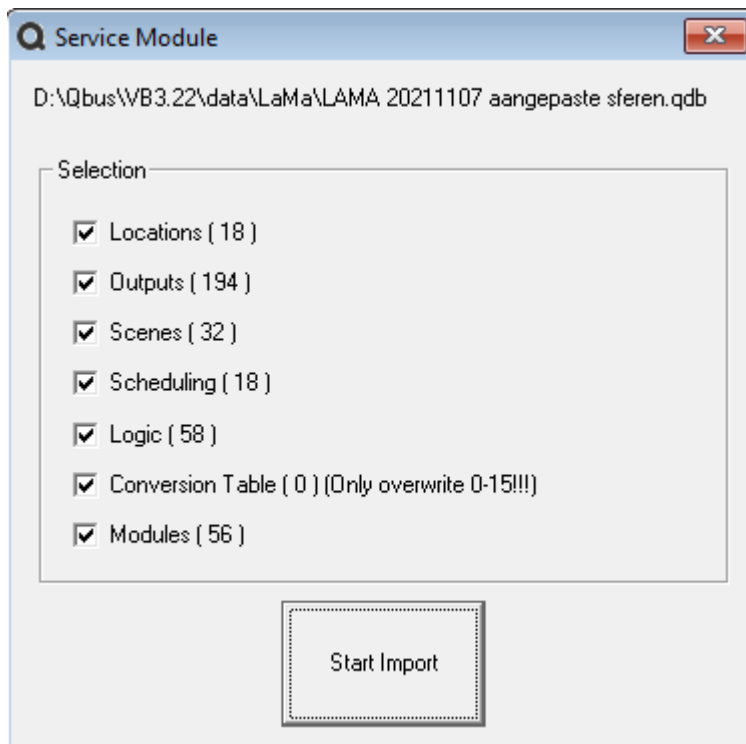 Service Module
D:\Qbus\VB3.22\data\LaMa\LAMA 20211107 aangepaste sferen.qdb
Selection
Locations ( 18 )
Outputs ( 194 )
Scenes ( 32 )
Scheduling ( 18 )
Logic ( 58 )
Conversion Table ( 0 ) (Only overwrite 0-15!!!)
Modules ( 56 )
Start Import